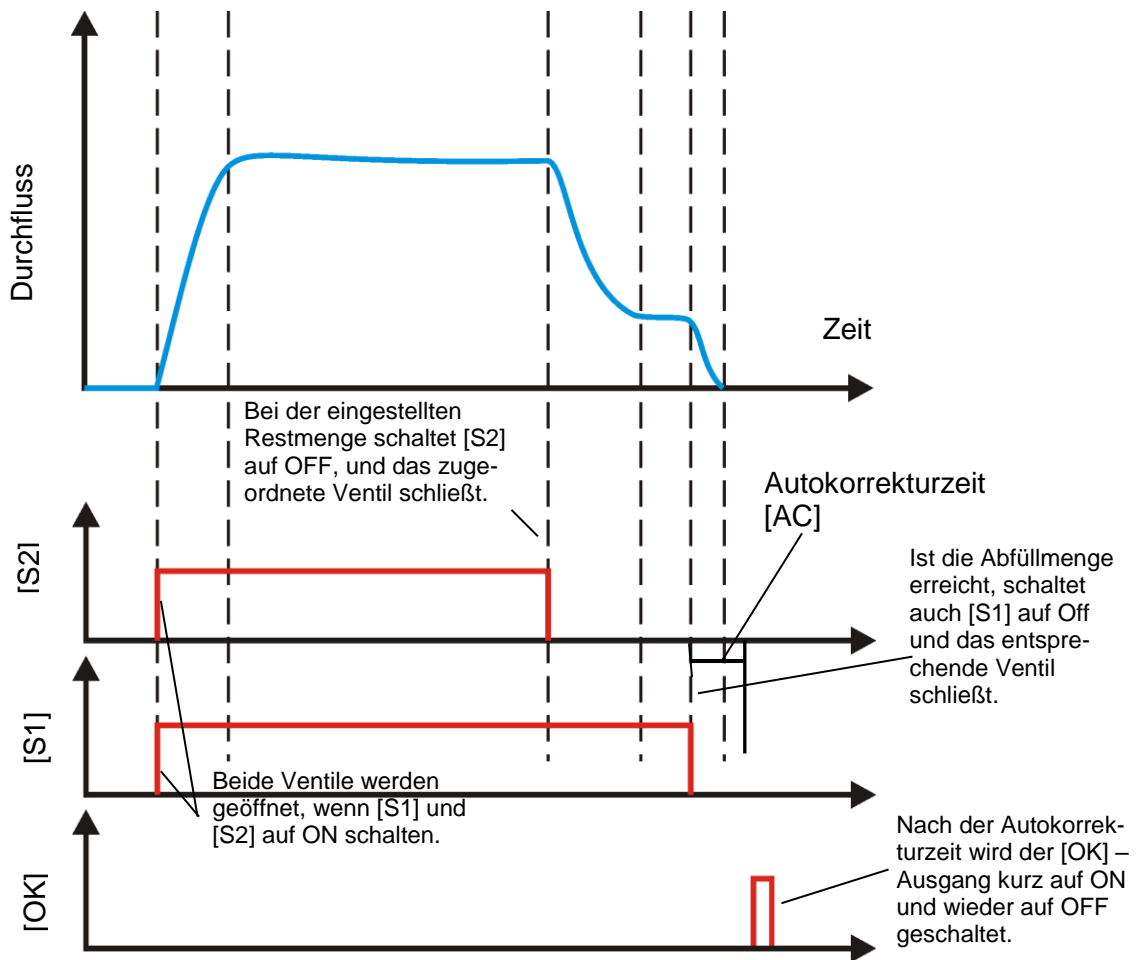 Durchfluss
Zeit
Bei der eingestellten
Restmenge schaltet [S2]
auf OFF, und das zuge-
ordnete Ventil schließt.
Autokorrekturzeit
[AC]
[S2]
Ist die Abfüllmenge
erreicht, schaltet
auch [S1] auf Off
und das entspre-
chende Ventil
schließt.
[S1]
Beide Ventile werden
geöffnet, wenn [S1] und
[S2] auf ON schalten.
[OK]
Nach der Autokorrek-
turzeit wird der [OK] –
Ausgang kurz auf ON
und wieder auf OFF
geschaltet.